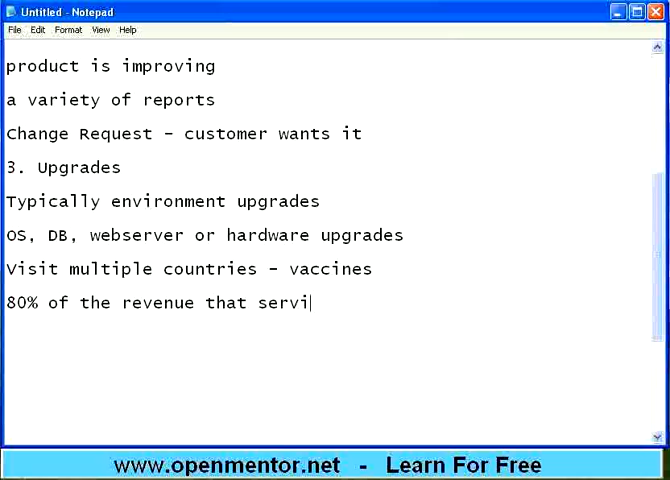 Untitled - Notepad
File Edit Format View Help
product is improving
a variety of reports
Change Request - customer wants it
3. Upgrades
Typically environment upgrades
OS, DB, webserver or hardware upgrades
Visit multiple countries - vaccines
80% of the revenue that servi
www.openmentor.net - Learn For Free